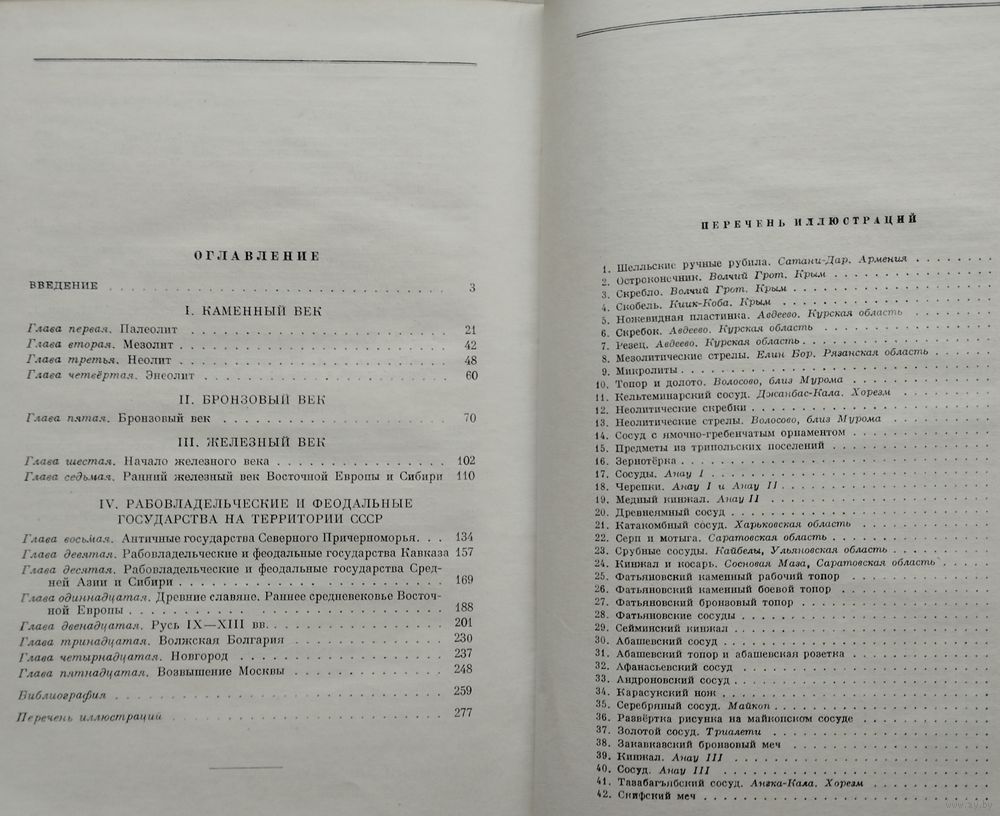 ОГЛАВЛЕНИЕ
ВВЕДЕНИЕ . . . 3
I. КАМЕННЫЙ ВЕК
Глава первая. Палеолит . . . 21
Глава вторая. Мезолит . . . 42
Глава третья. Неолит . . . 48
Глава четвёртая. Энеолит . . . 60
II. БРОНЗОВЫЙ ВЕК
Глава пятая. Бронзовый век . . . 70
III. ЖЕЛЕЗНЫЙ ВЕК
Глава шестая. Начало железного века . . . 102
Глава седьмая. Ранний железный век Восточной Европы и Сибири 110
IV. РАБОВЛАДЕЛЬЧЕСКИЕ И ФЕОДАЛЬНЫЕ
ГОСУДАРСТВА НА ТЕРРИТОРИИ СССР
Глава восьмая. Античные государства Северного Причерноморья. . . 134
Глава девятая. Рабовладельческие и феодальные государства Кавказа 157
Глава десятая. Рабовладельческие и феодальные государства Сред-
ней Азии и Сибири . . . 169
Глава одиннадцатая. Древние славяне. Раннее средневековье Восточ-
ной Европы . . . 188
Глава двенадцатая. Русь IX—XIII вв. . . . 201
Глава тринадцатая. Волжская Болгария . . . 230
Глава четырнадцатая. Новгород . . . 237
Глава пятнадцатая. Возвышение Москвы . . . 248
Библиография . . . 259
Перечень иллюстраций . . . 277
ПЕРЕЧЕНЬ ИЛЛЮСТРАЦИЙ
1. Шелльские ручные рубила. Сатани-Дар. Армения . . .
2. Остроконечник. Волчий Грот. Крым . . .
3. Скребло. Волчий Грот. Крым . . .
4. Скобель. Киик-Коба. Крым . . .
5. Ножевидная пластинка. Авдеево. Курская область . . .
6. Скребок. Авдеево. Курская область . . .
7. Резец. Авдеево. Курская область . . .
8. Мезолитические стрелы. Елин Бор. Рязанская область . . .
9. Микролиты . . .
10. Топор и долото. Волосово, близ Мурома . . .
11. Кельтеминарский сосуд. Джанбас-Кала. Хорезм . . .
12. Неолитические скребки . . .
13. Неолитические стрелы. Волосово, близ Мурома . . .
14. Сосуд с ямочно-гребенчатым орнаментом . . .
15. Предметы из трипольских поселений . . .
16. Зернотёрка . . .
17. Сосуды. Анау I . . .
18. Черепки. Анау I и Анау II . . .
19. Медный кинжал. Анау II . . .
20. Древнеямный сосуд . . .
21. Катакомбный сосуд. Харьковская область . . .
22. Серп и мотыга. Саратовская область . . .
23. Срубные сосуды. Кайбелы, Ульяновская область . . .
24. Кинжал и косарь. Сосновая Маза, Саратовская область . . .
25. Фатьяновский каменный рабочий топор . . .
26. Фатьяновский каменный боевой топор . . .
27. Фатьяновский бронзовый топор . . .
28. Фатьяновские сосуды . . .
29. Сейминский кинжал . . .
30. Абашевский сосуд . . .
31. Абашевский топор и абашевская розетка . . .
32. Афанасьевский сосуд . . .
33. Андроновский сосуд . . .
34. Карасукский нож . . .
35. Серебряный сосуд. Майкоп . . .
36. Развёртка рисунка на майкопском сосуде . . .
37. Золотой сосуд. Триалети . . .
38. Закавказский бронзовый меч . . .
39. Кинжал. Анау III . . .
40. Сосуд. Анау III . . .
41. Тазабагъябский сосуд. Ангка-Кала. Хорезм . . .
42. Скифский меч . . .
www.ay.by